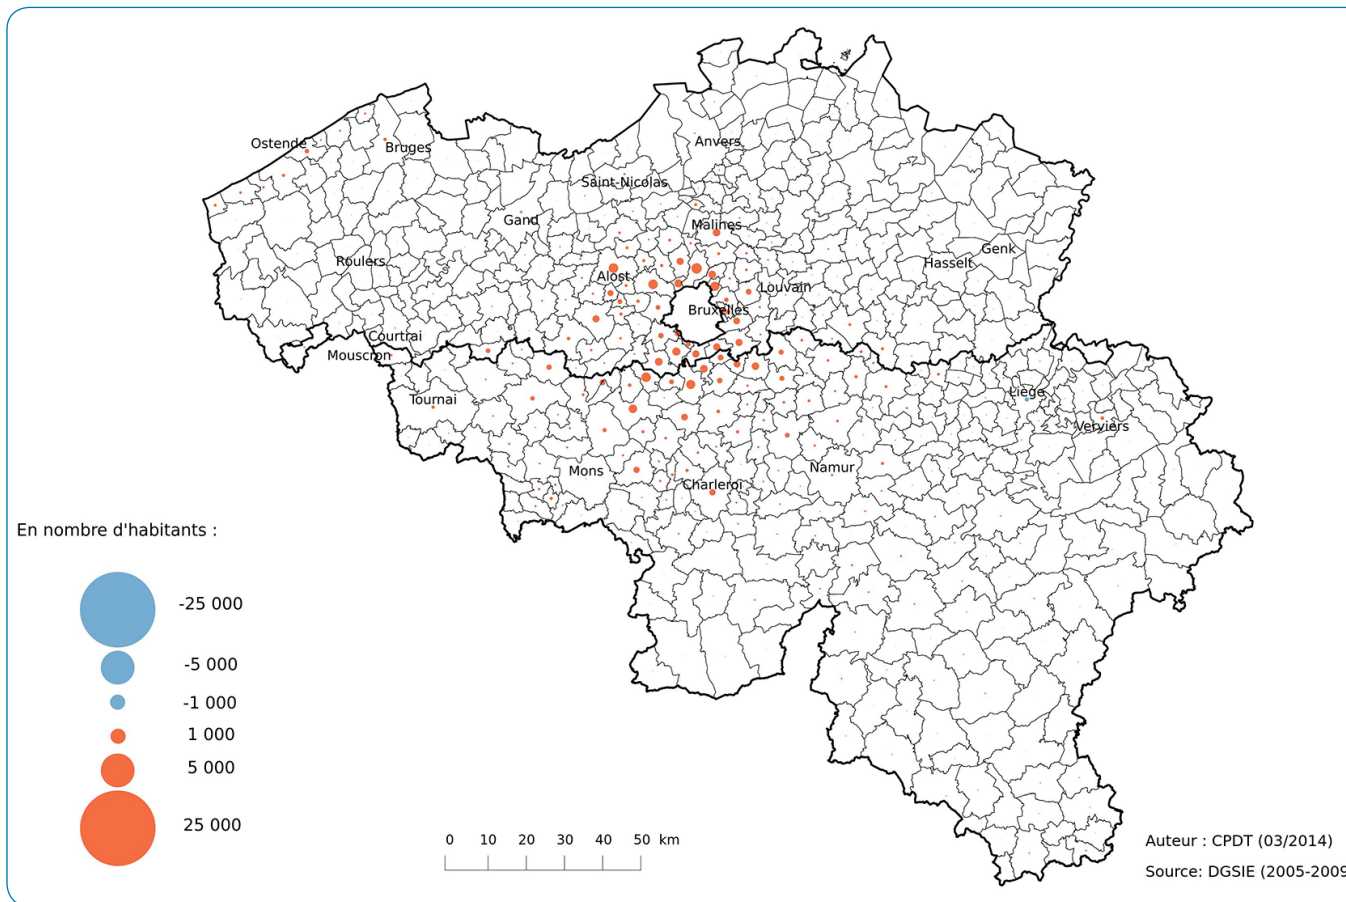 Ostende
Bruges
Anvers
Saint-Nicolas
Gand
Malines
Roulers
Alost
Genk
Hasselt
Louvain
Bruxelles
Courtrai
Mouscron
Tournai
Liège
Verviers
Mons
Namur
Charleroi
En nombre d'habitants :
-25 000
-5 000
-1 000
1 000
5 000
25 000
0 10 20 30 40 50 km
Auteur : CPDT (03/2014)
Source: DGSIE (2005-2009